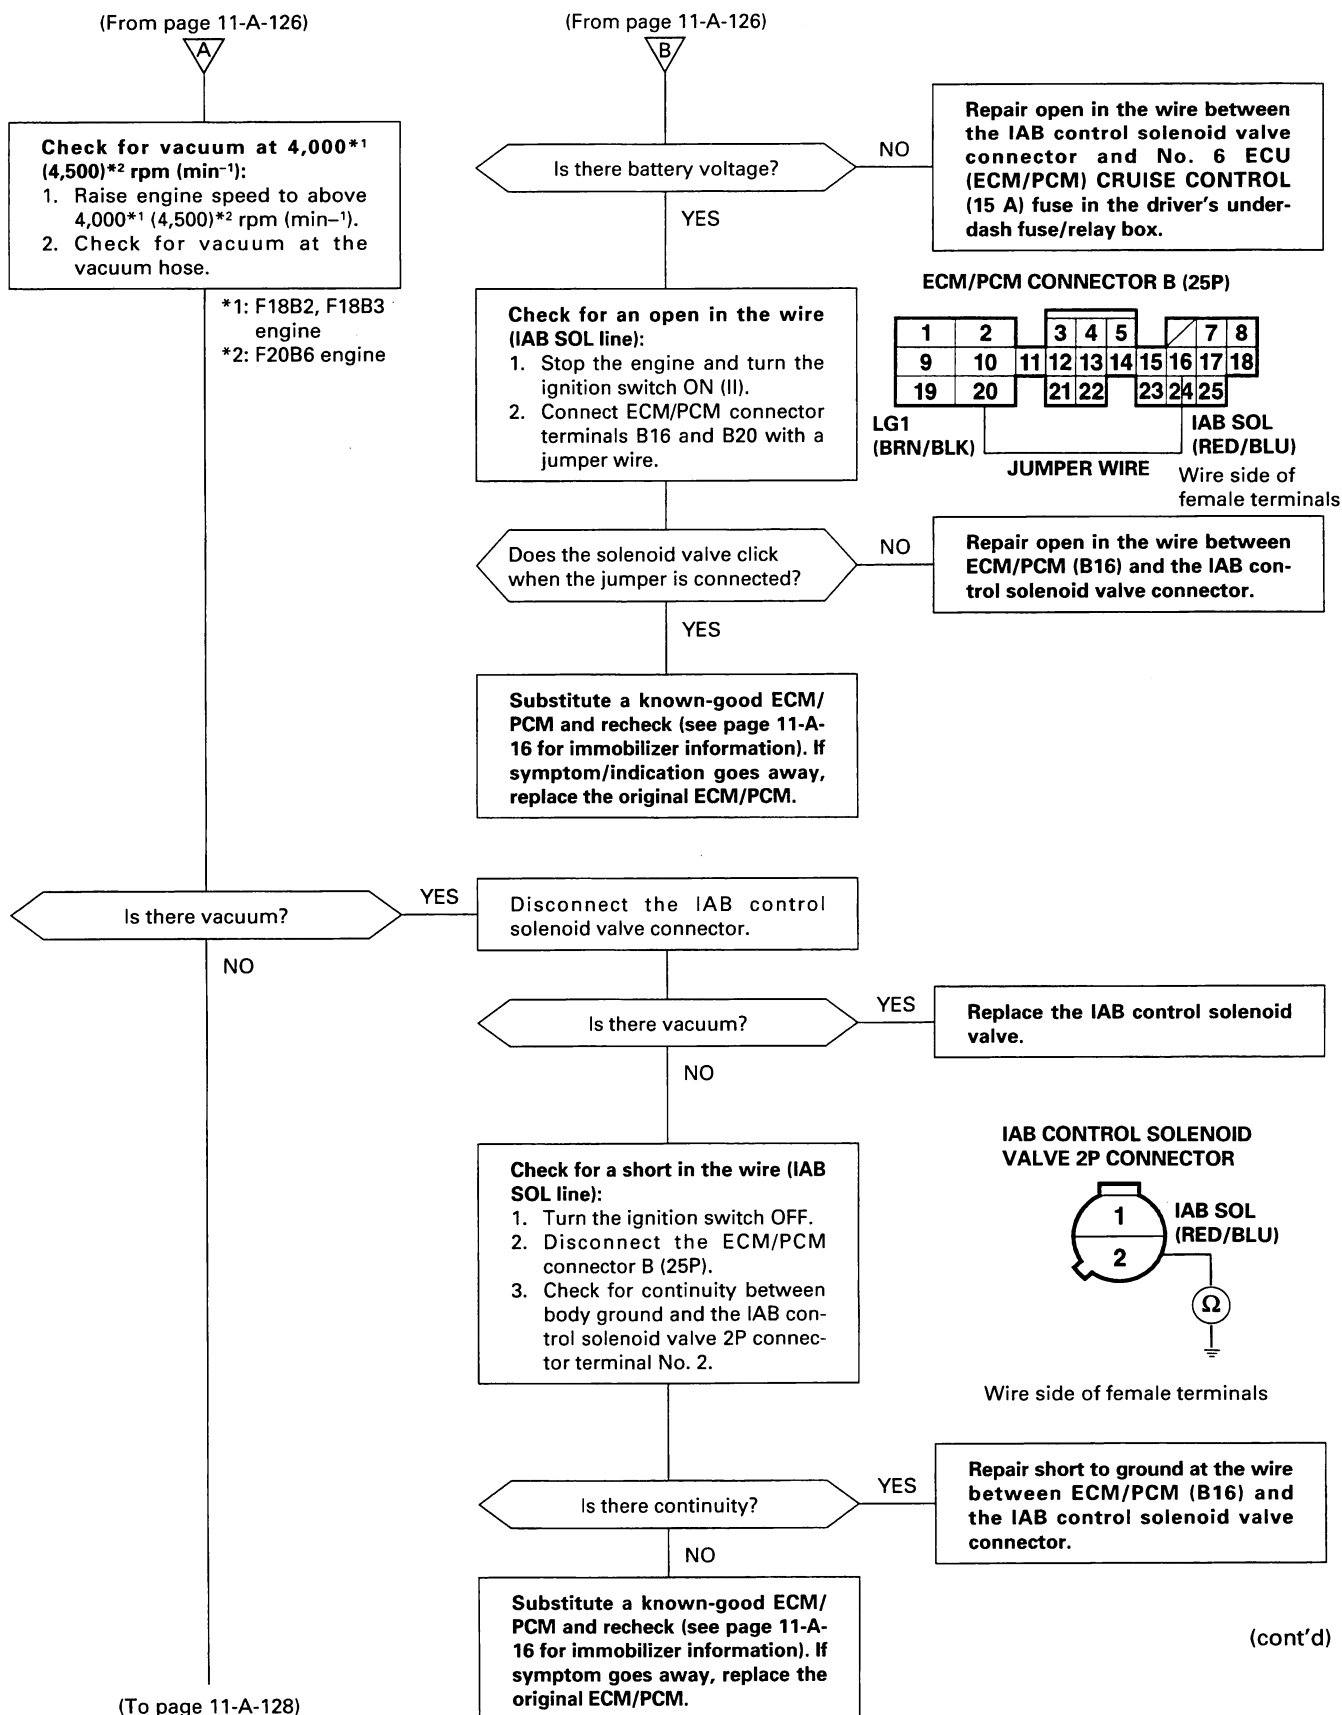 (From page 11-A-126)
A
Check for vacuum at 4,000*1
(4,500)*2 rpm (min–1):
1. Raise engine speed to above
4,000*1 (4,500)*2 rpm (min–1).
2. Check for vacuum at the
vacuum hose.
*1: F18B2, F18B3
engine
*2: F20B6 engine
(From page 11-A-126)
B
Is there battery voltage?
NO
Repair open in the wire between
the IAB control solenoid valve
connector and No. 6 ECU
(ECM/PCM) CRUISE CONTROL
(15 A) fuse in the driver's under-
dash fuse/relay box.
YES
Check for an open in the wire
(IAB SOL line):
1. Stop the engine and turn the
ignition switch ON (II).
2. Connect ECM/PCM connector
terminals B16 and B20 with a
jumper wire.
ECM/PCM CONNECTOR B (25P)
1 2 3 4 5 7 8
9 10 11 12 13 14 15 16 17 18
19 20 21 22 23 24 25
LG1
(BRN/BLK)
IAB SOL
(RED/BLU)
JUMPER WIRE
Wire side of
female terminals
Does the solenoid valve click
when the jumper is connected?
NO
Repair open in the wire between
ECM/PCM (B16) and the IAB con-
trol solenoid valve connector.
YES
Substitute a known-good ECM/
PCM and recheck (see page 11-A-
16 for immobilizer information). If
symptom/indication goes away,
replace the original ECM/PCM.
Is there vacuum?
YES
Disconnect the IAB control
solenoid valve connector.
NO
Is there vacuum?
YES
Replace the IAB control solenoid
valve.
NO
Check for a short in the wire (IAB
SOL line):
1. Turn the ignition switch OFF.
2. Disconnect the ECM/PCM
connector B (25P).
3. Check for continuity between
body ground and the IAB con-
trol solenoid valve 2P connec-
tor terminal No. 2.
IAB CONTROL SOLENOID
VALVE 2P CONNECTOR
1
2
IAB SOL
(RED/BLU)
Ω
Wire side of female terminals
Is there continuity?
YES
Repair short to ground at the wire
between ECM/PCM (B16) and
the IAB control solenoid valve
connector.
NO
Substitute a known-good ECM/
PCM and recheck (see page 11-A-
16 for immobilizer information). If
symptom goes away, replace the
original ECM/PCM.
(cont'd)
(To page 11-A-128)